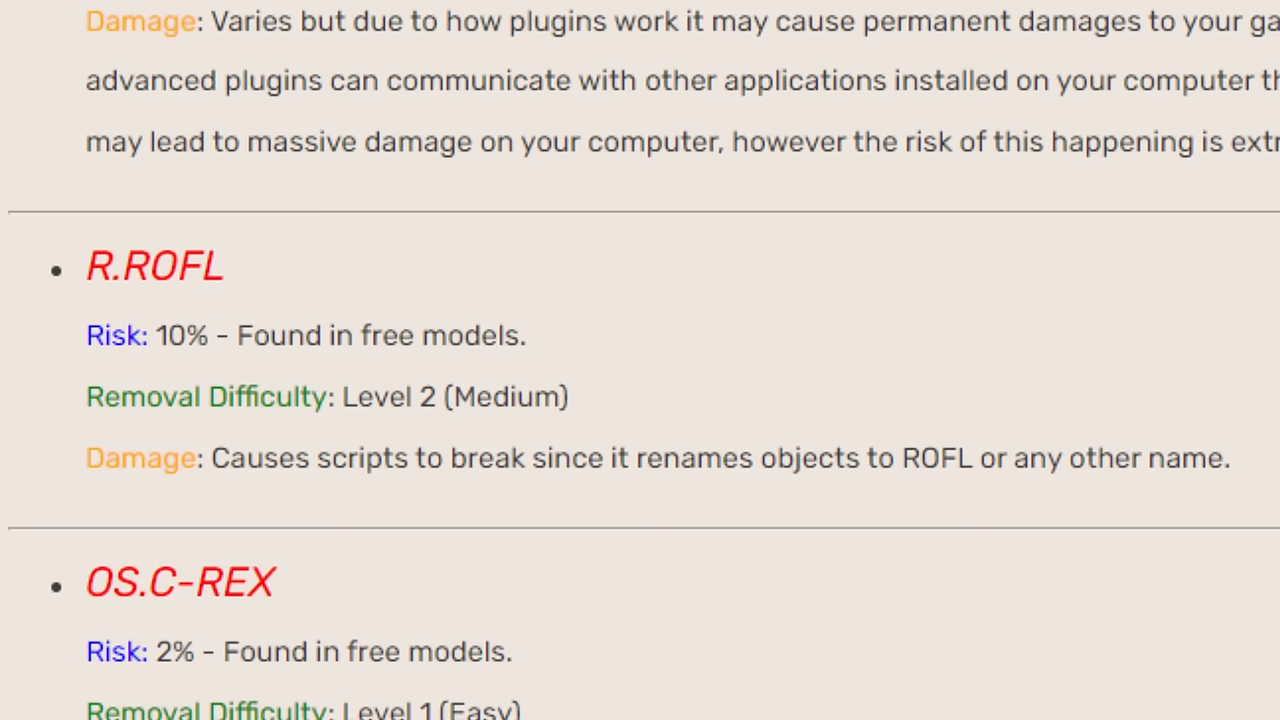 Damage: Varies but due to how plugins work it may cause permanent damages to your
advanced plugins can communicate with other applications installed on your computer
may lead to massive damage on your computer, however the risk of this happening is
R.ROFL
Risk: 10% - Found in free models.
Removal Difficulty: Level 2 (Medium)
Damage: Causes scripts to break since it renames objects to ROFL or any other name.
OS.C-REX
Risk: 2% - Found in free models.
Removal Difficulty: Level 1 (Easy)